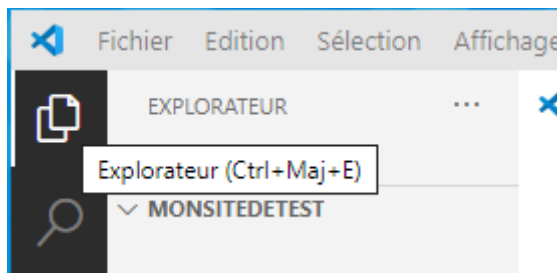 Fichier Edition Sélection Affichage
EXPLORATEUR ...
Explorateur (Ctrl+Maj+E)
MONSITEDETEST